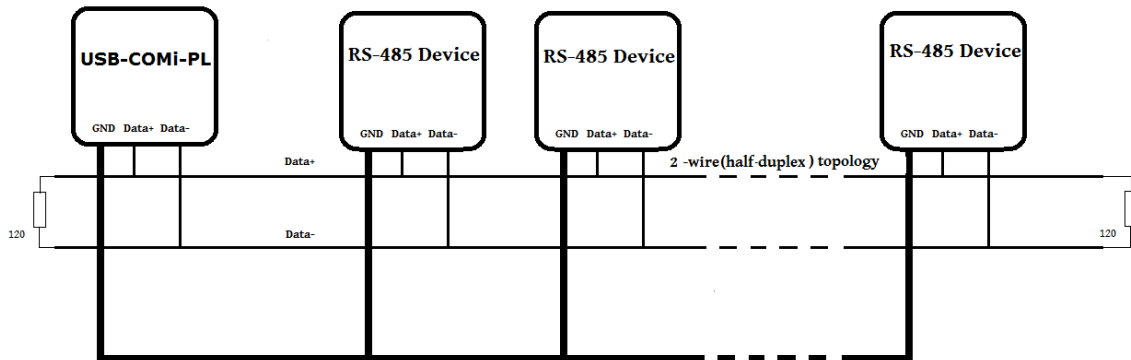 USB-COMi-PL
RS-485 Device
RS-485 Device
RS-485 Device
GND Data+ Data-
GND Data+ Data-
GND Data+ Data-
GND Data+ Data-
Data+
2 -wire(half-duplex) topology
120
Data-
120